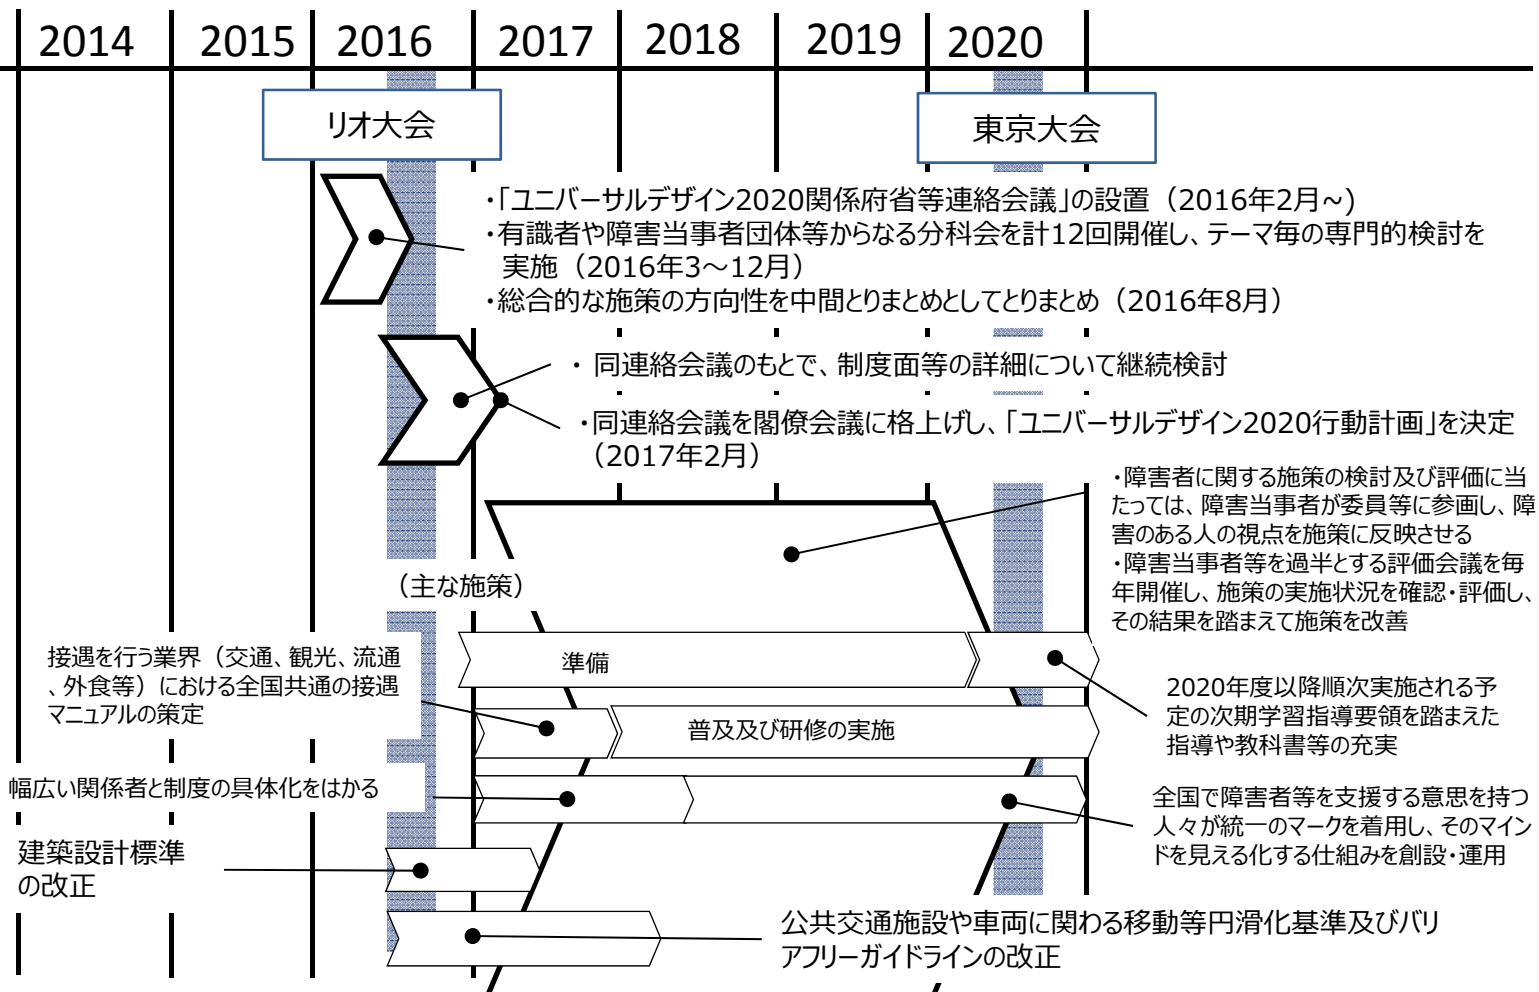 2014
2015
2016
2017
2018
2019
2020
リオ大会
東京大会
・「ユニバーサルデザイン2020関係府省等連絡会議」の設置（2016年2月~)
・有識者や障害当事者団体等からなる分科会を計12回開催し、テーマ毎の専門的検討を
実施（2016年3～12月）
・総合的な施策の方向性を中間とりまとめとしてとりまとめ（2016年8月）
・ 同連絡会議のもとで、制度面等の詳細について継続検討
・同連絡会議を閣僚会議に格上げし、「ユニバーサルデザイン2020行動計画」を決定
（2017年2月）
・障害者に関する施策の検討及び評価に当
たっては、障害当事者が委員等に参画し、障
害のある人の視点を施策に反映させる
・障害当事者等を過半とする評価会議を毎
年開催し、施策の実施状況を確認・評価し、
その結果を踏まえて施策を改善
（主な施策）
接遇を行う業界（交通、観光、流通
、外食等）における全国共通の接遇
マニュアルの策定
準備
2020年度以降順次実施される予
定の次期学習指導要領を踏まえた
指導や教科書等の充実
普及及び研修の実施
幅広い関係者と制度の具体化をはかる
全国で障害者等を支援する意思を持つ
人々が統一のマークを着用し、そのマイン
ドを見える化する仕組みを創設・運用
建築設計標準
の改正
公共交通施設や車両に関わる移動等円滑化基準及びバリ
アフリーガイドラインの改正